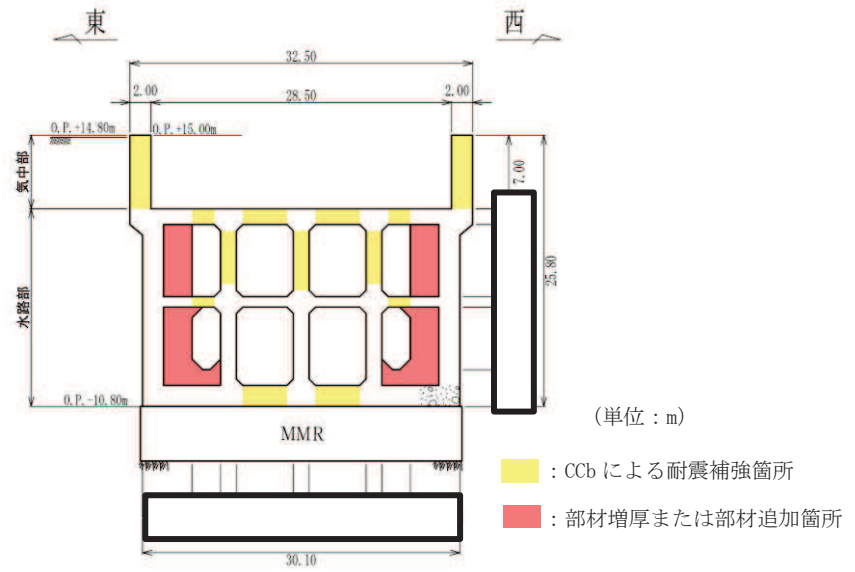 東
西
32.50
2.00
28.50
2.00
O.P.+14.80m
O.P.+15.00m
気中部
7.00
25.80
水路部
O.P.-10.80m
MMR
(単位:m)
:CCbによる耐震補強箇所
:部材増厚または部材追加箇所
30.10